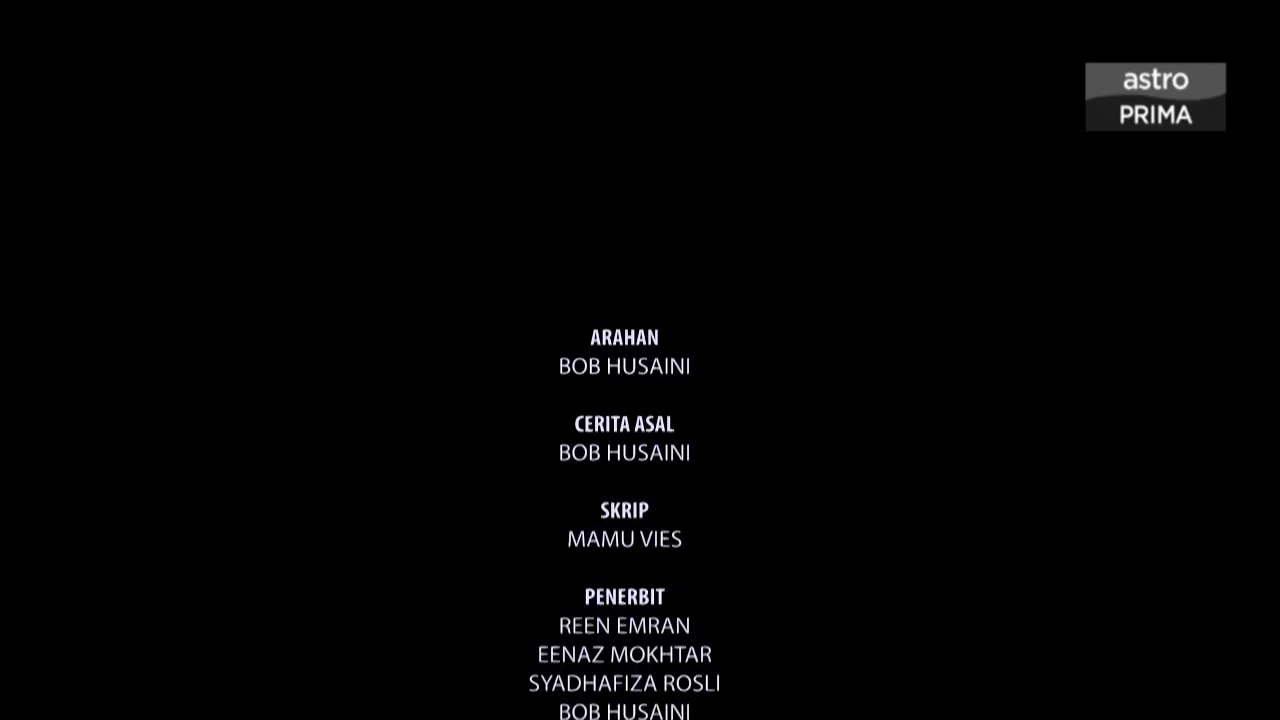 astro
PRIMA
ARAHAN
BOB HUSAINI
CERITA ASAL
BOB HUSAINI
SKRIP
MAMU VIES
PENERBIT
REEN EMRAN
EENAZ MOKHTAR
SYADHAFIZA ROSLI
BOB HUSAINI